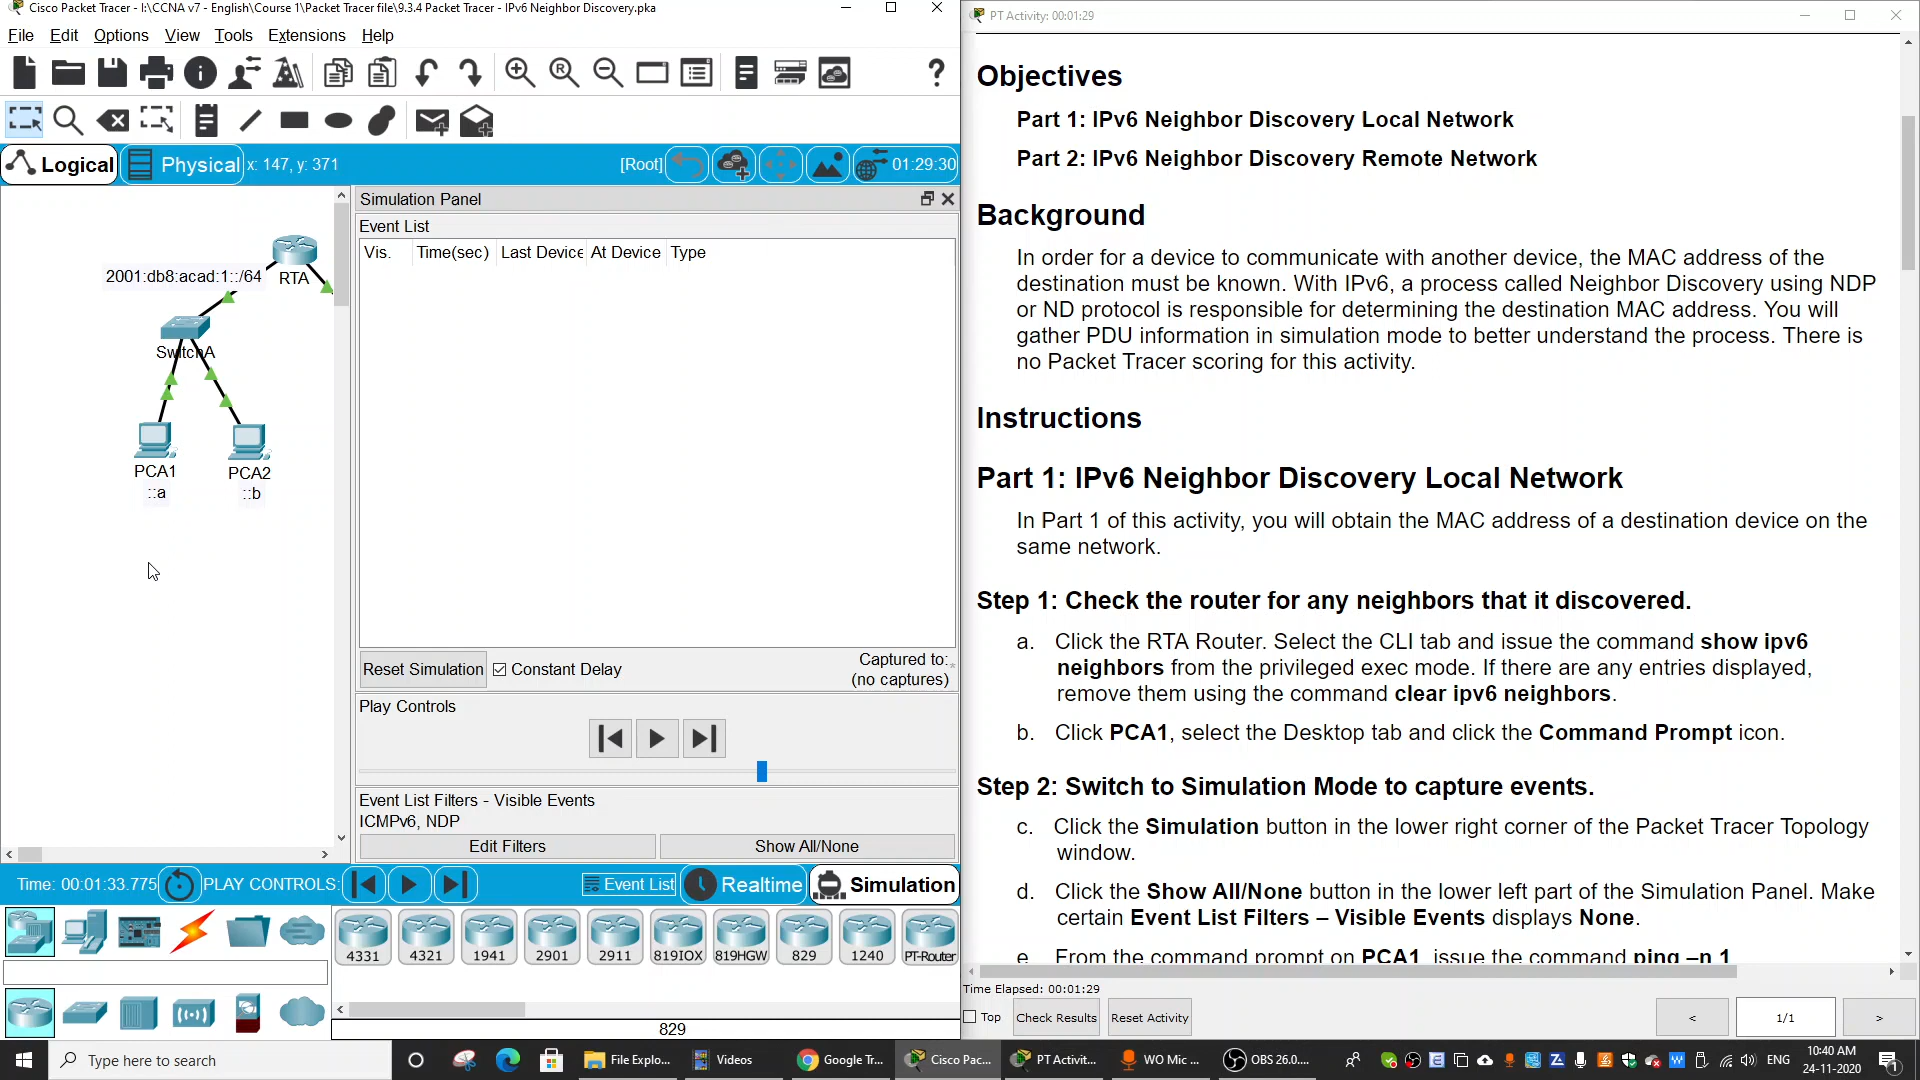 Cisco Packet Tracer - I:\CCNA v7 - English\Course 1\Packet Tracer file\9.3.4 Packet Tracer - IPv6 Neighbor Discovery.pka
File Edit Options View Tools Extensions Help
Logical Physical x: 147, y: 371 [Root] 01:29:30
2001:db8:acad:1::/64
RTA
SwitchA
PCA1
::a
PCA2
::b
Simulation Panel
Event List
Vis. Time(sec) Last Device At Device Type
Reset Simulation Constant Delay
Captured to:
(no captures)
Play Controls
Event List Filters - Visible Events
ICMPv6, NDP
Edit Filters Show All/None
Time: 00:01:33.775 PLAY CONTROLS: Event List Realtime Simulation
4331 4321 1941 2901 2911 819IOX 819HGW 829 1240 PT-Router
829
PT Activity: 00:01:29
Objectives
Part 1: IPv6 Neighbor Discovery Local Network
Part 2: IPv6 Neighbor Discovery Remote Network
Background
In order for a device to communicate with another device, the MAC address of the
destination must be known. With IPv6, a process called Neighbor Discovery using NDP
or ND protocol is responsible for determining the destination MAC address. You will
gather PDU information in simulation mode to better understand the process. There is
no Packet Tracer scoring for this activity.
Instructions
Part 1: IPv6 Neighbor Discovery Local Network
In Part 1 of this activity, you will obtain the MAC address of a destination device on the
same network.
Step 1: Check the router for any neighbors that it discovered.
a. Click the RTA Router. Select the CLI tab and issue the command show ipv6
neighbors from the privileged exec mode. If there are any entries displayed,
remove them using the command clear ipv6 neighbors.
b. Click PCA1, select the Desktop tab and click the Command Prompt icon.
Step 2: Switch to Simulation Mode to capture events.
c. Click the Simulation button in the lower right corner of the Packet Tracer Topology
window.
d. Click the Show All/None button in the lower left part of the Simulation Panel. Make
certain Event List Filters – Visible Events displays None.
e From the command prompt on PCA1 issue the command ping –n 1
Time Elapsed: 00:01:29
Top Check Results Reset Activity < 1/1 >
Type here to search
File Explo... Videos Google Tr... Cisco Pac... PT Activit... WO Mic ... OBS 26.0....
ENG
10:40 AM
24-11-2020
1